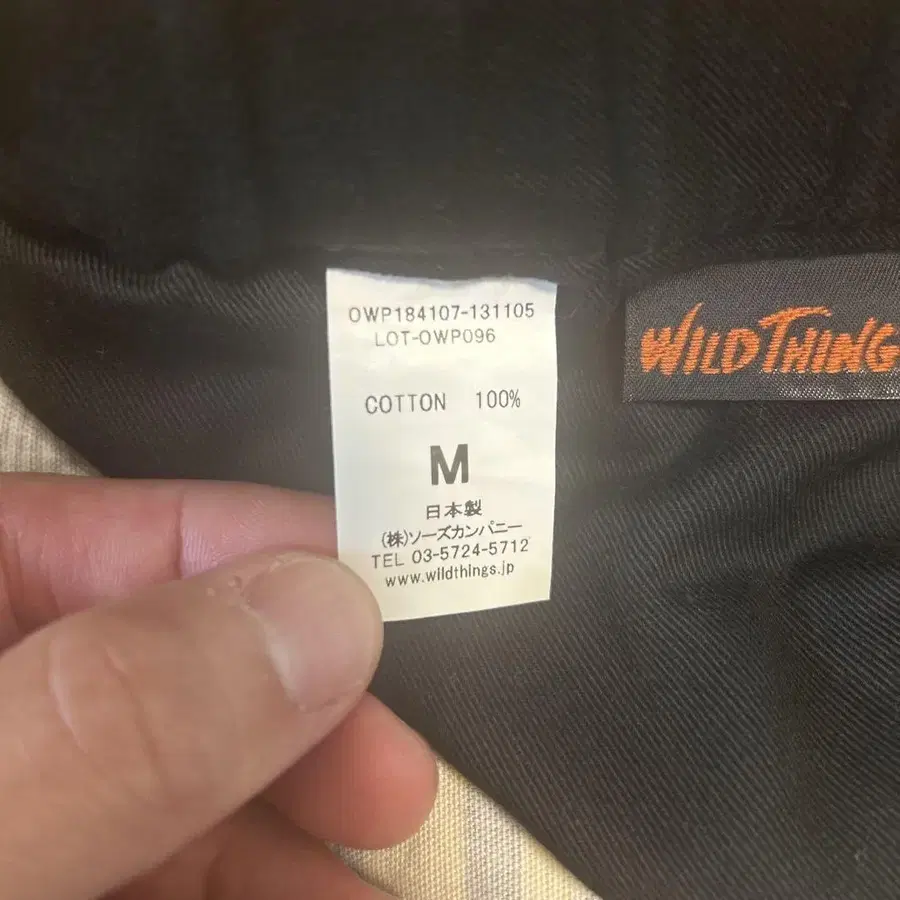 OWP184107-131105
LOT-OWP096
COTTON 100%
M
日本製
(株)ソーズカンパニー
TEL 03-5724-5712
www.wildthings.jp
WILD THING